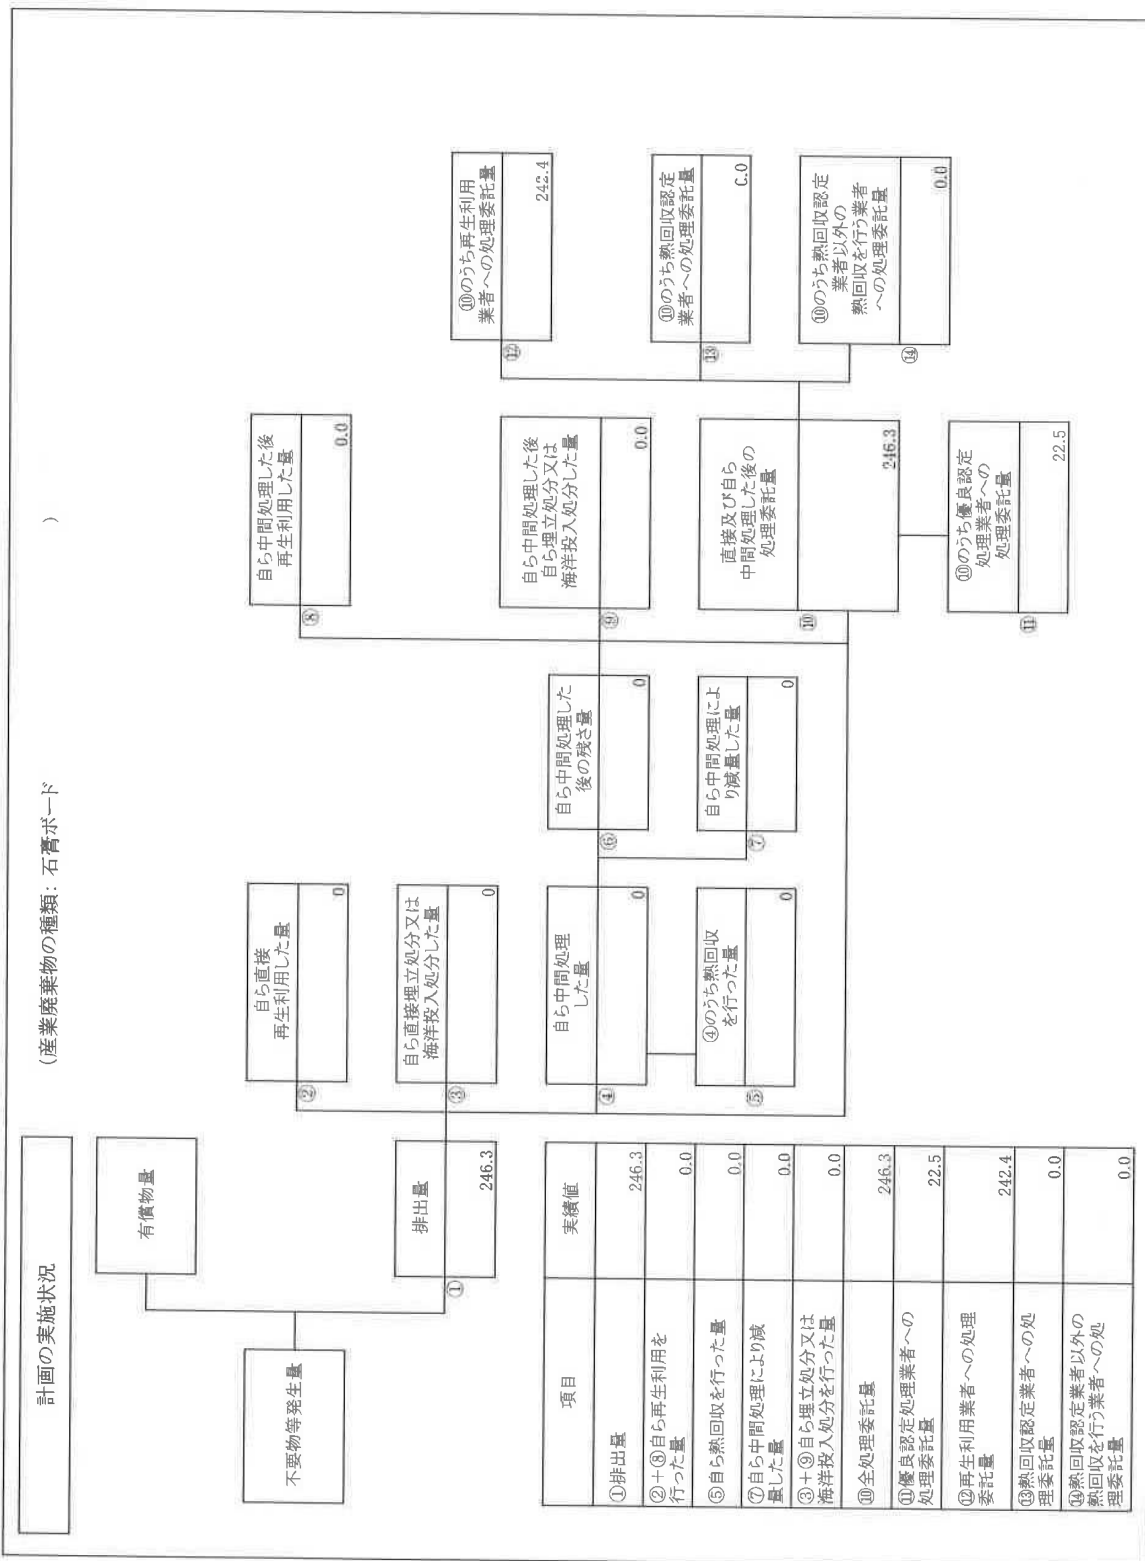 計画の実施状況
(産業廃棄物の種類: 石膏ボード
)
不要物等発生量
有償物量
①
排出量
246.3
②
自ら直接
再生利用した量
0
③
自ら直接埋立処分又は
海洋投入処分した量
0
④
自ら中間処理
した量
0
⑤
④のうち熱回収
を行った量
0
⑥
自ら中間処理した
後の残さ量
0
⑦
自ら中間処理によ
り減量した量
0
⑧
自ら中間処理した後
再生利用した量
0.0
⑨
自ら中間処理した後
自ら埋立処分又は
海洋投入処分した量
0.0
⑩
直接及び自ら
中間処理した後の
処理委託量
246.3
⑪
⑩のうち優良認定
処理業者への
処理委託量
22.5
⑫
⑩のうち再生利用
業者への処理委託量
242.4
⑬
⑩のうち熱回収認定
業者への処理委託量
0.0
⑭
⑩のうち熱回収認定
業者以外の
熱回収を行う業者
への処理委託量
0.0
項目 実績値
①排出量 246.3
②+⑧自ら再生利用を
行った量 0.0
⑤自ら熱回収を行った量 0.0
⑦自ら中間処理により減
量した量 0.0
③+⑨自ら埋立処分又は
海洋投入処分を行った量 0.0
⑩全処理委託量 246.3
⑪優良認定処理業者への
処理委託量 22.5
⑫再生利用業者への処理
委託量 242.4
⑬熱回収認定業者への処
理委託量 0.0
⑭熱回収認定業者以外の
熱回収を行う業者への処
理委託量 0.0